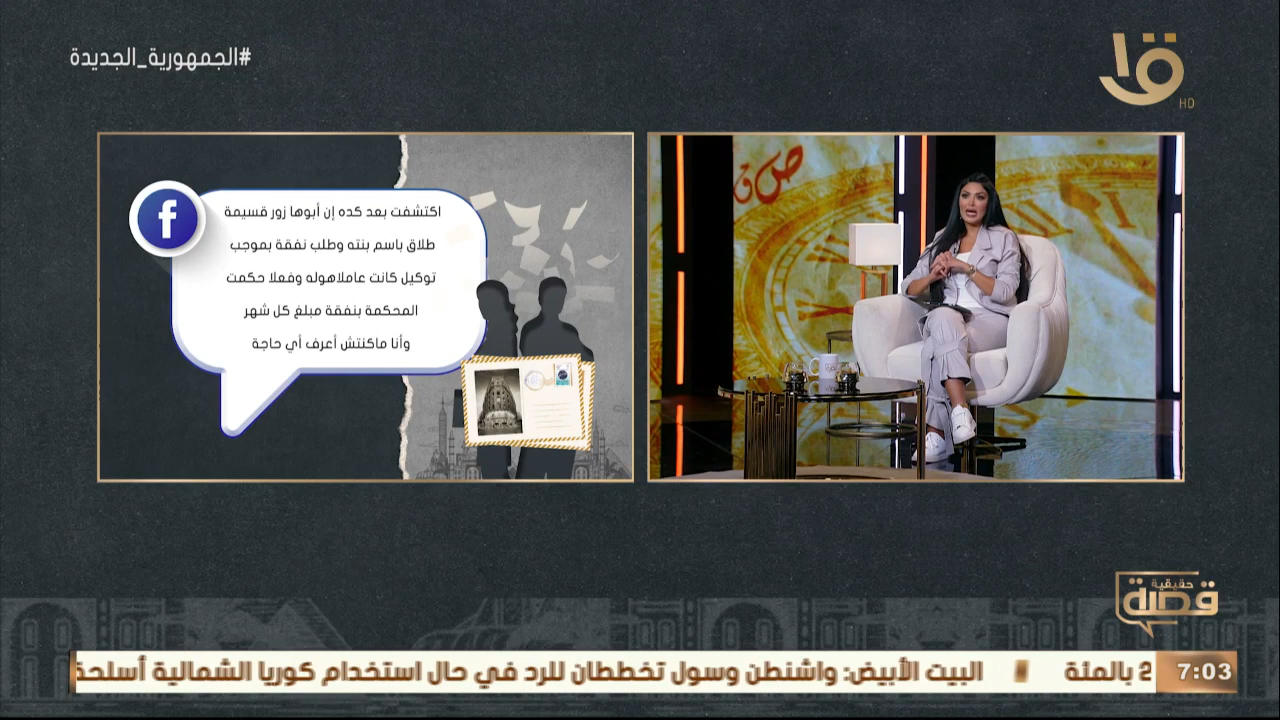 #الجمهورية_الجديدة
HD
اكتشفت بعد كده إن أبوها زور قسيمة
طلاق باسم بنته وطلب نفقة بموجب
توكيل كانت عاملاهوله وفعلا حكمت
المحكمة بنفقة مبلغ كل شهر
وأنا ماكنتش أعرف أي حاجة
قصة
حقيقية
7:03
2 بالمئة
البيت الأبيض: واشنطن وسول تخططان للرد في حال استخدام كوريا الشمالية